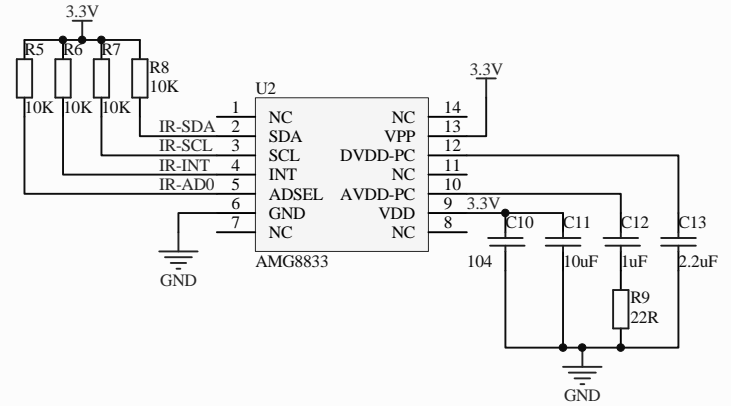 3.3V
R5 R6 R7
R8
10K
10K 10K 10K
U2
3.3V
1 NC NC 14
IR-SDA 2 SDA VPP 13
IR-SCL 3 SCL DVDD-PC 12
IR-INT 4 INT NC 11
IR-AD0 5 ADSEL AVDD-PC 10
6 GND VDD 9 3.3V
7 NC NC 8
C10 C11 C12 C13
GND
AMG8833
104 10uF 1uF 2.2uF
R9
22R
GND